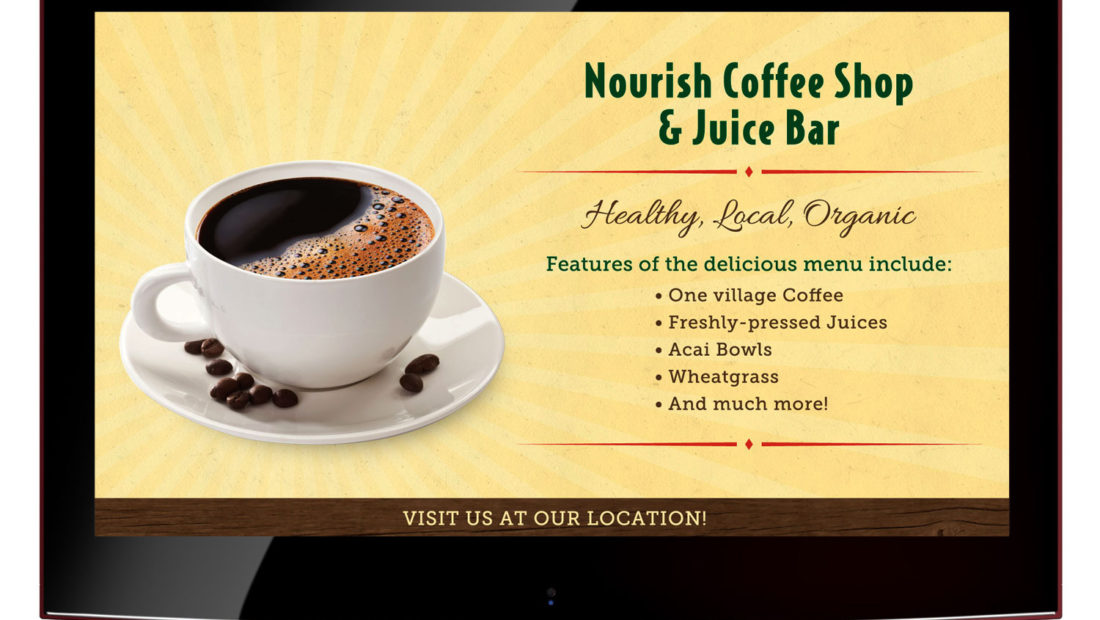 Nourish Coffee Shop
& Juice Bar
Healthy, Local, Organic
Features of the delicious menu include:
• One village Coffee
• Freshly-pressed Juices
• Acai Bowls
• Wheatgrass
• And much more!
VISIT US AT OUR LOCATION!